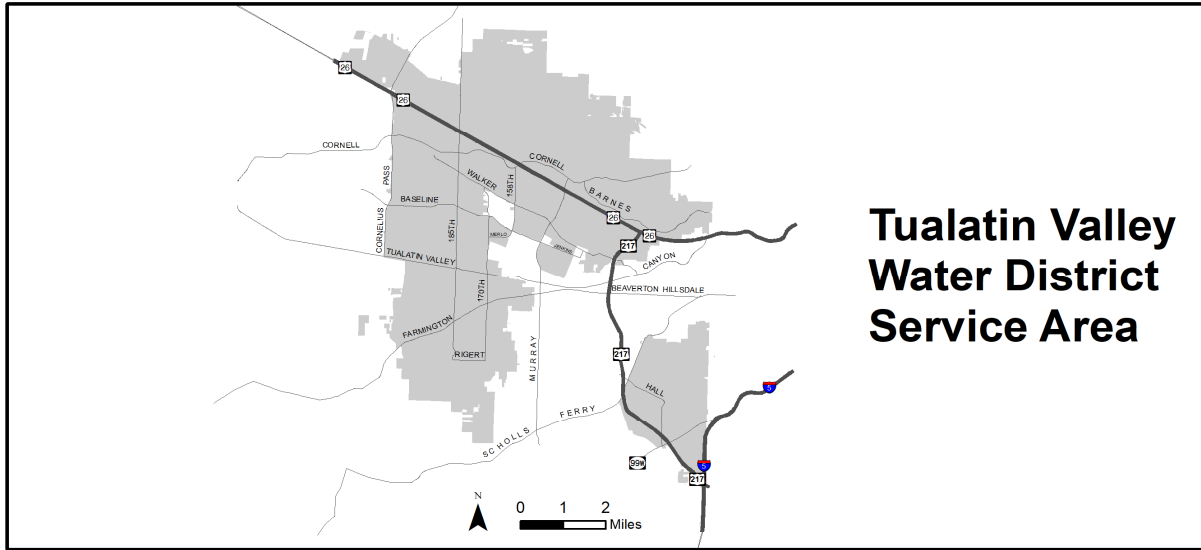 26
26
CORNELL
CORNELL
PASS
WALKER
158TH
BARNES
BASELINE
CORNELIUS
185TH
MERLO
26
26
217
JENKINS
CANYON
TUALATIN VALLEY
170TH
BEAVERTON HILLSDALE
FARMINGTON
RIGERT
MURRAY
217
HALL
5
FERRY
SCHOLLS
99W
5
217
N
0 1 2
Miles
Tualatin Valley
Water District
Service Area